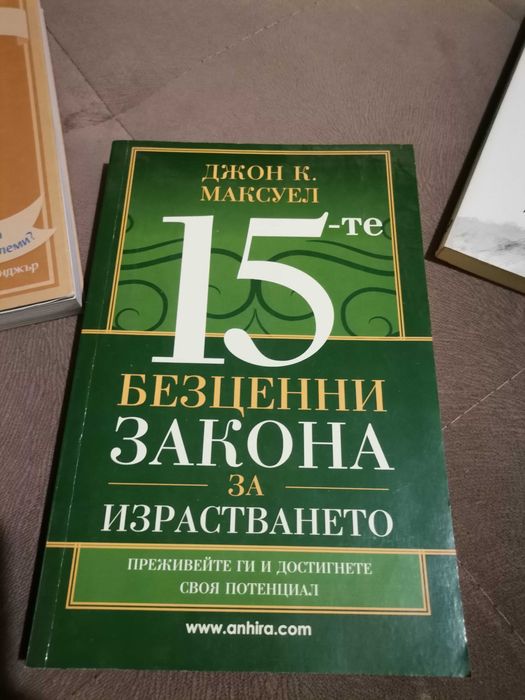 ДЖОН К.
МАКСУЕЛ
15-те
БЕЗЦЕННИ
ЗАКОНА
ЗА
ИЗРАСТВАНЕТО
ПРЕЖИВЕЙТЕ ГИ И ДОСТИГНЕТЕ
СВОЯ ПОТЕНЦИАЛ
www.anhira.com